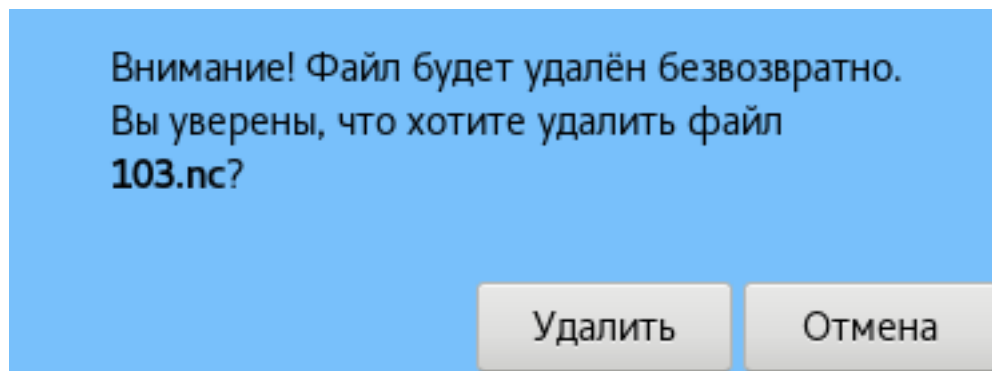 Внимание! Файл будет удалён безвозвратно.
Вы уверены, что хотите удалить файл
103.nc?
Удалить Отмена